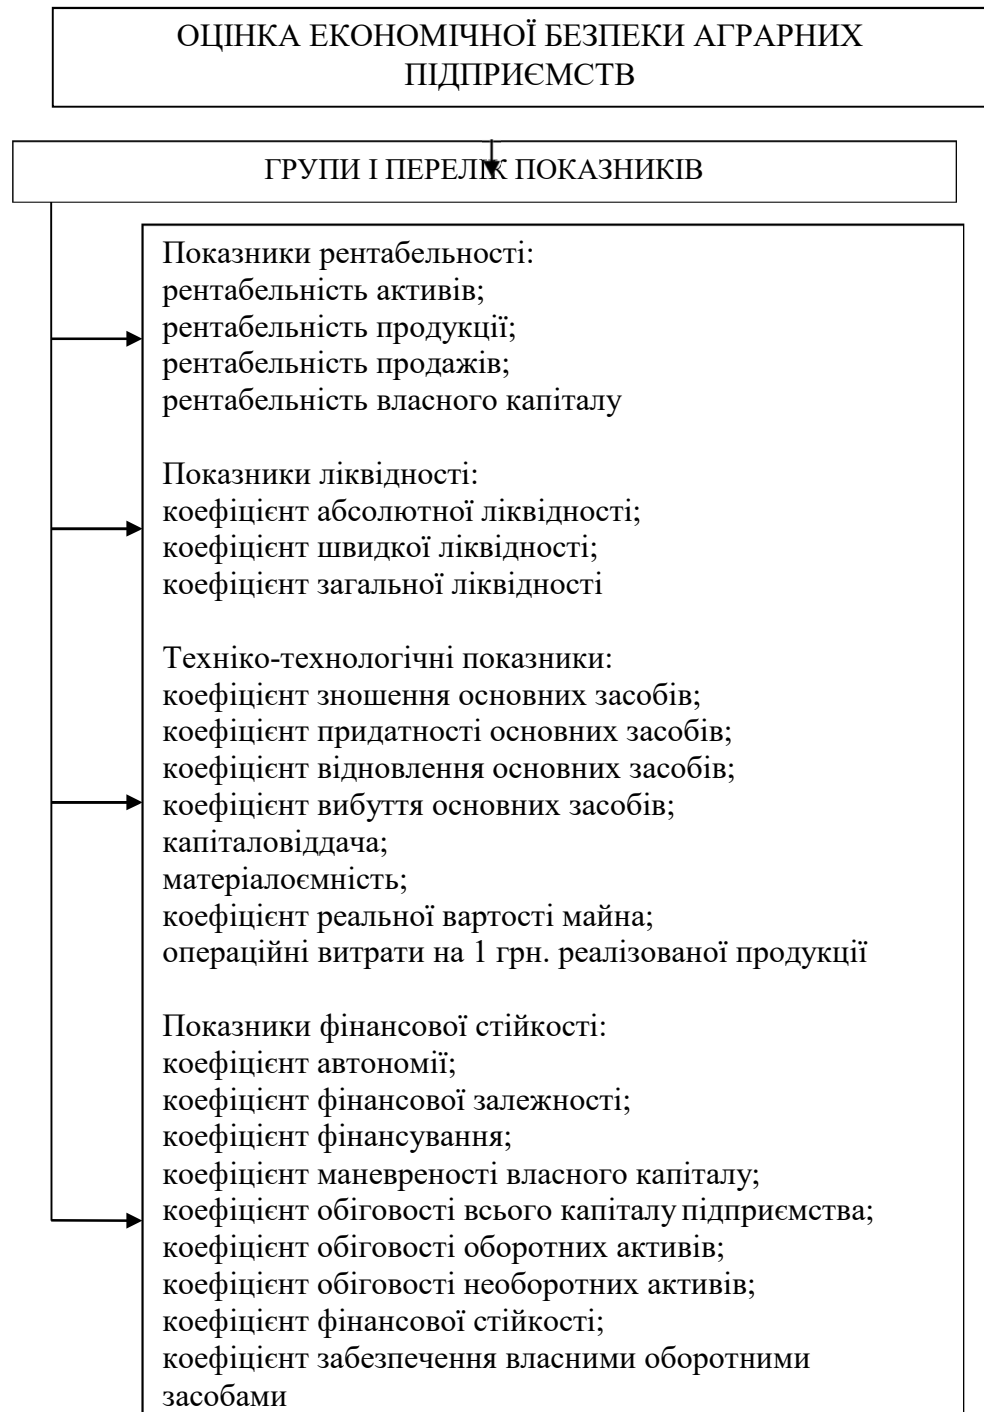 ОЦІНКА ЕКОНОМІЧНОЇ БЕЗПЕКИ АГРАРНИХ
ПІДПРИЄМСТВ
ГРУПИ І ПЕРЕЛІК ПОКАЗНИКІВ
Показники рентабельності:
рентабельність активів;
рентабельність продукції;
рентабельність продажів;
рентабельність власного капіталу
Показники ліквідності:
коефіцієнт абсолютної ліквідності;
коефіцієнт швидкої ліквідності;
коефіцієнт загальної ліквідності
Техніко-технологічні показники:
коефіцієнт зношення основних засобів;
коефіцієнт придатності основних засобів;
коефіцієнт відновлення основних засобів;
коефіцієнт вибуття основних засобів;
капіталовіддача;
матеріалоємність;
коефіцієнт реальної вартості майна;
операційні витрати на 1 грн. реалізованої продукції
Показники фінансової стійкості:
коефіцієнт автономії;
коефіцієнт фінансової залежності;
коефіцієнт фінансування;
коефіцієнт маневреності власного капіталу;
коефіцієнт обіговості всього капіталу підприємства;
коефіцієнт обіговості оборотних активів;
коефіцієнт обіговості необоротних активів;
коефіцієнт фінансової стійкості;
коефіцієнт забезпечення власними оборотними
засобами